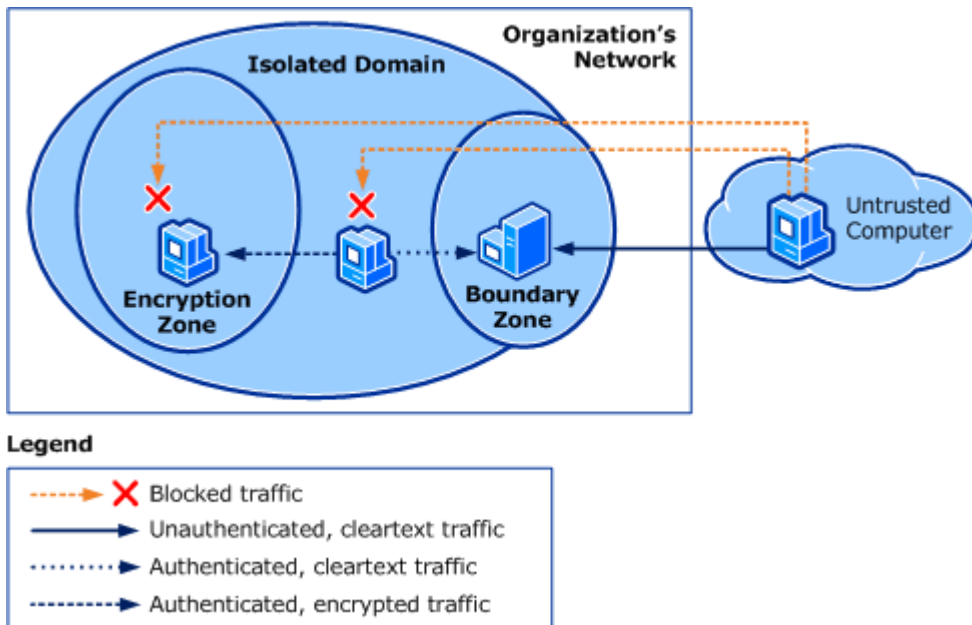 Organization's
Network
Isolated Domain
Untrusted
Computer
Encryption
Zone
Boundary
Zone
Legend
Blocked traffic
Unauthenticated, cleartext traffic
Authenticated, cleartext traffic
Authenticated, encrypted traffic